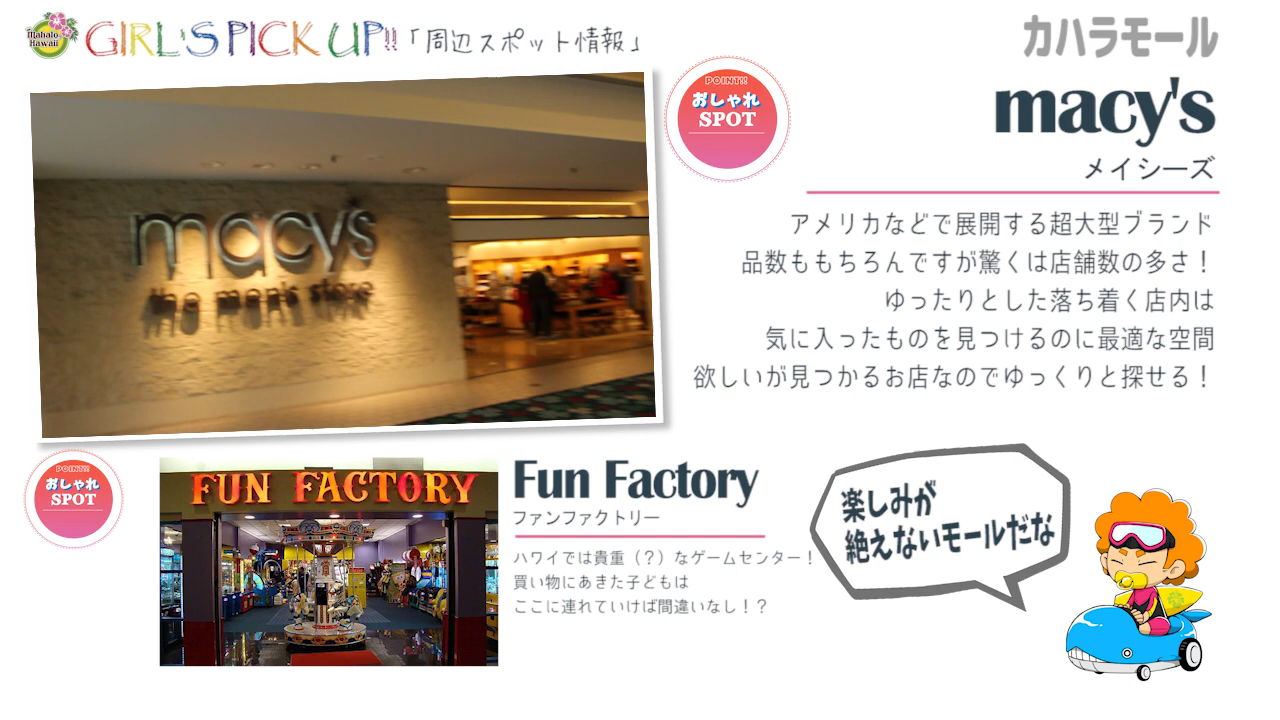 Mahalo
Hawaii
GIRL'S PICK UP!!「周辺スポット情報」
カハラモール
macy's
メイシーズ
POINT!!
おしゃれ
SPOT
macy's
the men's store
アメリカなどで展開する超大型ブランド
品数ももちろんですが驚くは店舗数の多さ！
ゆったりとした落ち着く店内は
気に入ったものを見つけるのに最適な空間
欲しいが見つかるお店なのでゆっくりと探せる！
POINT!!
おしゃれ
SPOT
FUN FACTORY
Fun Factory
ファンファクトリー
ハワイでは貴重（？）なゲームセンター！
買い物にあきた子どもは
ここに連れていけば間違いなし！？
楽しみが
絶えないモールだな